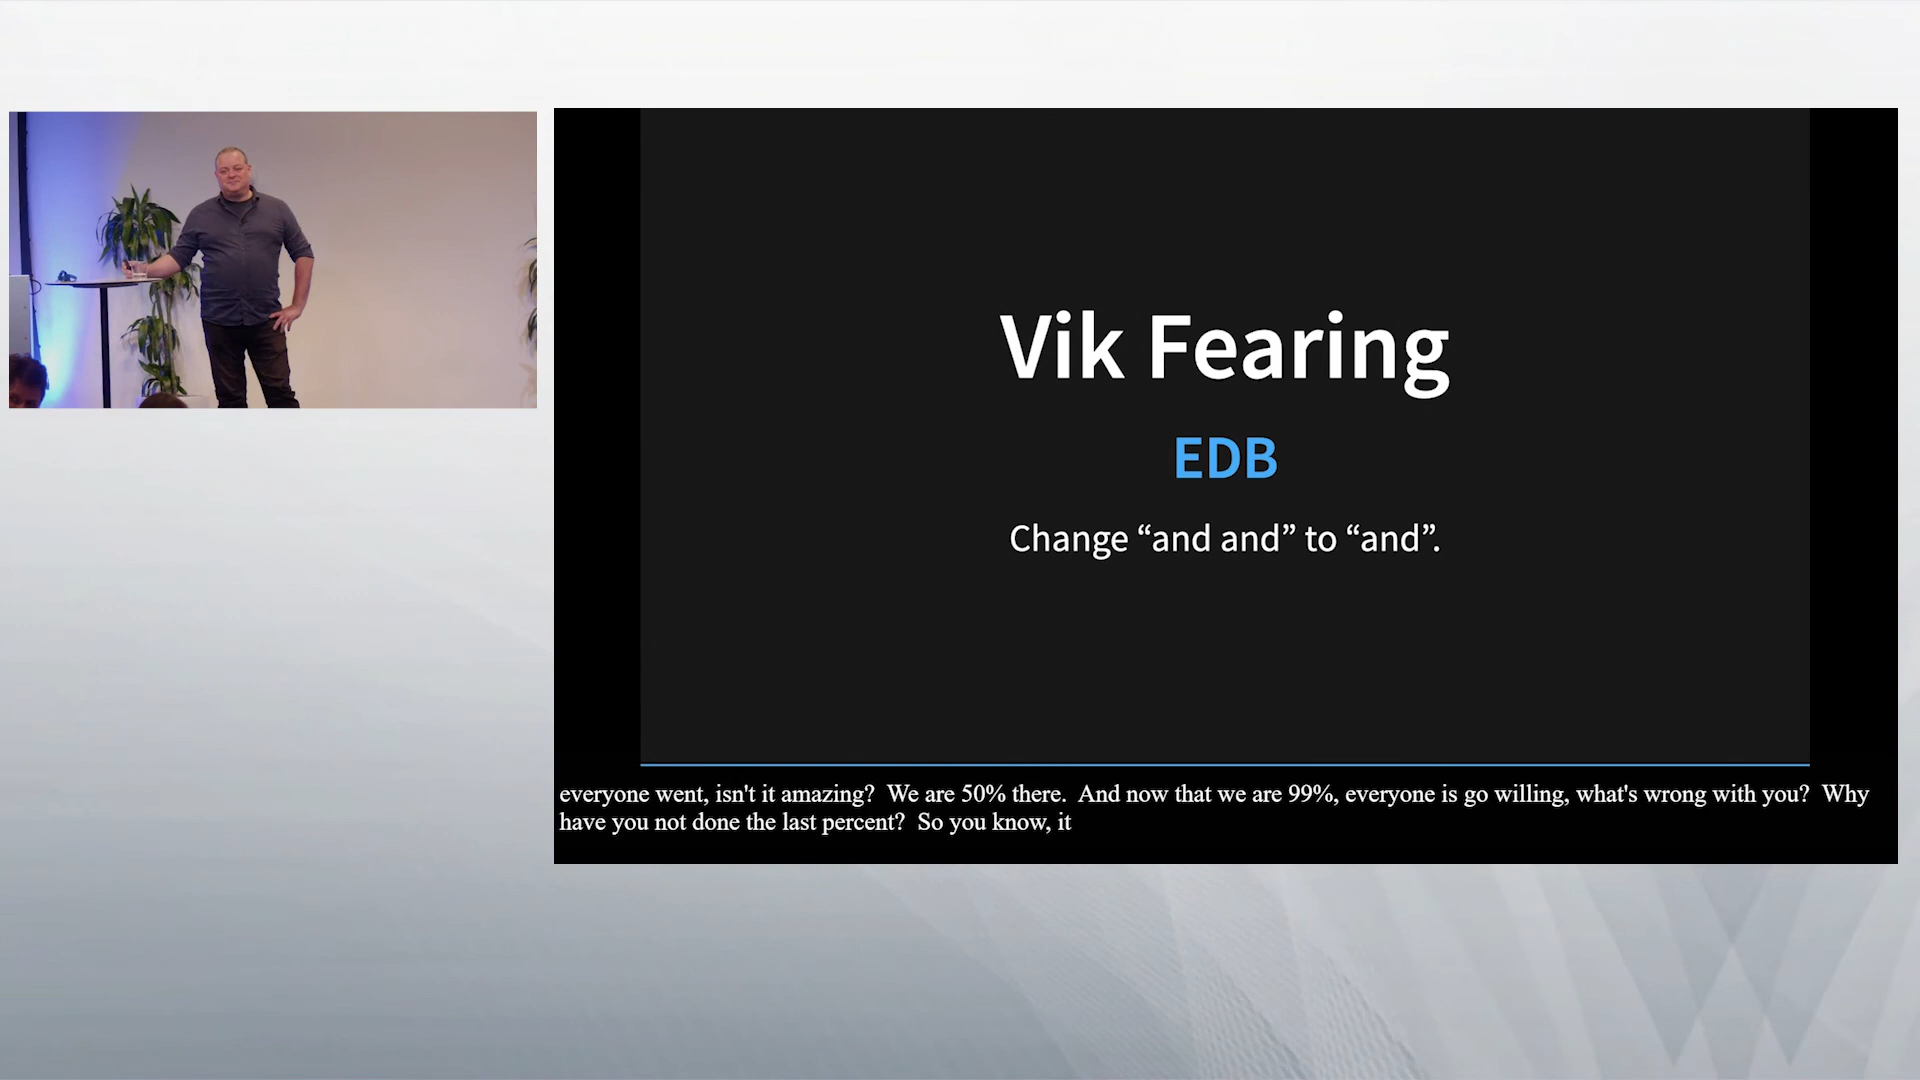 Vik Fearing
EDB
Change “and and” to “and”.
everyone went, isn't it amazing?  We are 50% there.  And now that we are 99%, everyone is go willing, what's wrong with you?  Why
have you not done the last percent?  So you know, it